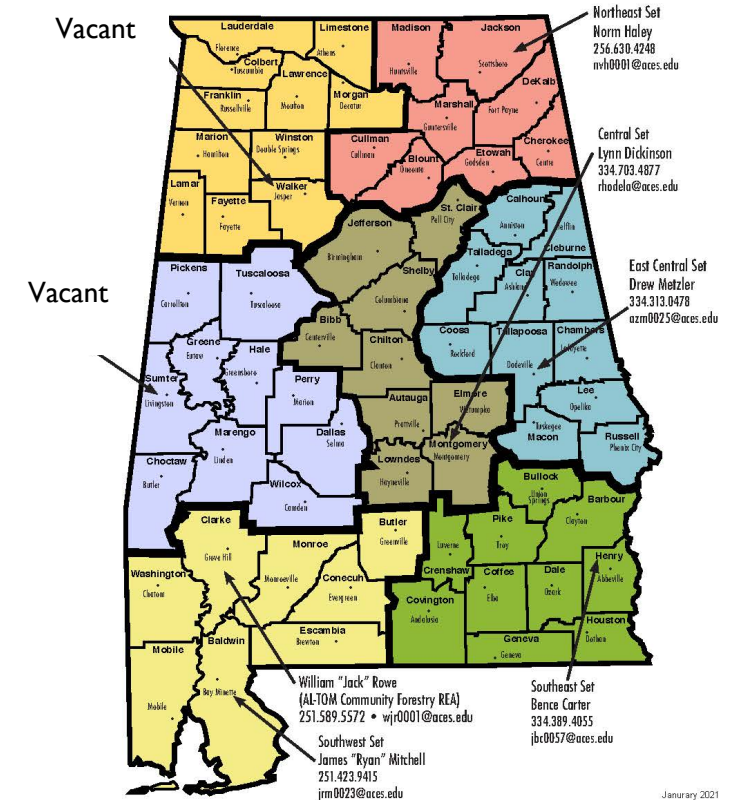 Vacant
Northeast Set
Norm Haley
256.630.4248
nvh0001@aces.edu
Central Set
Lynn Dickinson
334.703.4877
rhodela@aces.edu
Vacant
East Central Set
Drew Metzler
334.313.0478
azm0025@aces.edu
Lauderdale
Florence
Limestone
Athens
Madison
Huntsville
Jackson
Scottsboro
Colbert
Tuscumbia
Lawrence
Moulton
Franklin
Russellville
Morgan
Decatur
Marshall
Guntersville
DeKalb
Fort Payne
Marion
Hamilton
Winston
Double Springs
Cullman
Cullman
Blount
Oneonta
Etowah
Gadsden
Cherokee
Centre
Lamar
Vernon
Fayette
Fayette
Walker
Jasper
Jefferson
Birmingham
St. Clair
Pell City
Calhoun
Anniston
Cleburne
Talladega
Talladega
Clay
Randolph
Wedowee
Pickens
Carrollton
Tuscaloosa
Tuscaloosa
Shelby
Columbiana
Bibb
Centerville
Chilton
Clanton
Coosa
Rockford
Tallapoosa
Dadeville
Chambers
Greene
Eutaw
Hale
Greensboro
Perry
Marion
Sumter
Livingston
Autauga
Prattville
Elmore
Wetumpka
Lee
Opelika
Tuskegee
Macon
Russell
Phenix City
Marengo
Linden
Dallas
Selma
Lowndes
Hayneville
Montgomery
Montgomery
Choctaw
Butler
Wilcox
Camden
Bullock
Union
Springs
Barbour
Clayton
Clarke
Grove Hill
Monroe
Monroeville
Butler
Greenville
Luverne
Crenshaw
Pike
Troy
Henry
Abbeville
Washington
Chatom
Conecuh
Evergreen
Covington
Andalusia
Coffee
Elba
Dale
Ozark
Houston
Dothan
Mobile
Mobile
Baldwin
Bay Minette
Escambia
Brewton
Geneva
Geneva
William "Jack" Rowe
(AL-TOM Community Forestry REA)
251.589.5572 • wjr0001@aces.edu
Southwest Set
James "Ryan" Mitchell
251.423.9415
jrm0023@aces.edu
Southeast Set
Bence Carter
334.389.4055
jbc0057@aces.edu
Janurary 2021